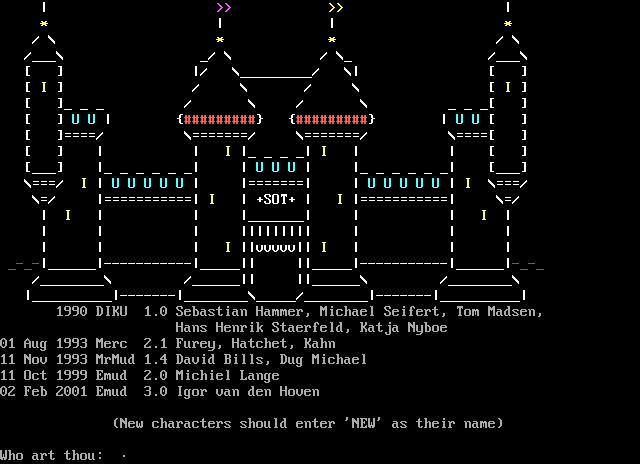 +SOT+
1990 DIKU 1.0 Sebastian Hammer, Michael Seifert, Tom Madsen,
Hans Henrik Staerfeld, Katja Nyboe
01 Aug 1993 Merc 2.1 Furey, Hatchet, Kahn
11 Nov 1993 MrMud 1.4 David Bills, Dug Michael
11 Oct 1999 Emud 2.0 Michiel Lange
02 Feb 2001 Emud 3.0 Igor van den Hoven
(New characters should enter 'NEW' as their name)
Who art thou: